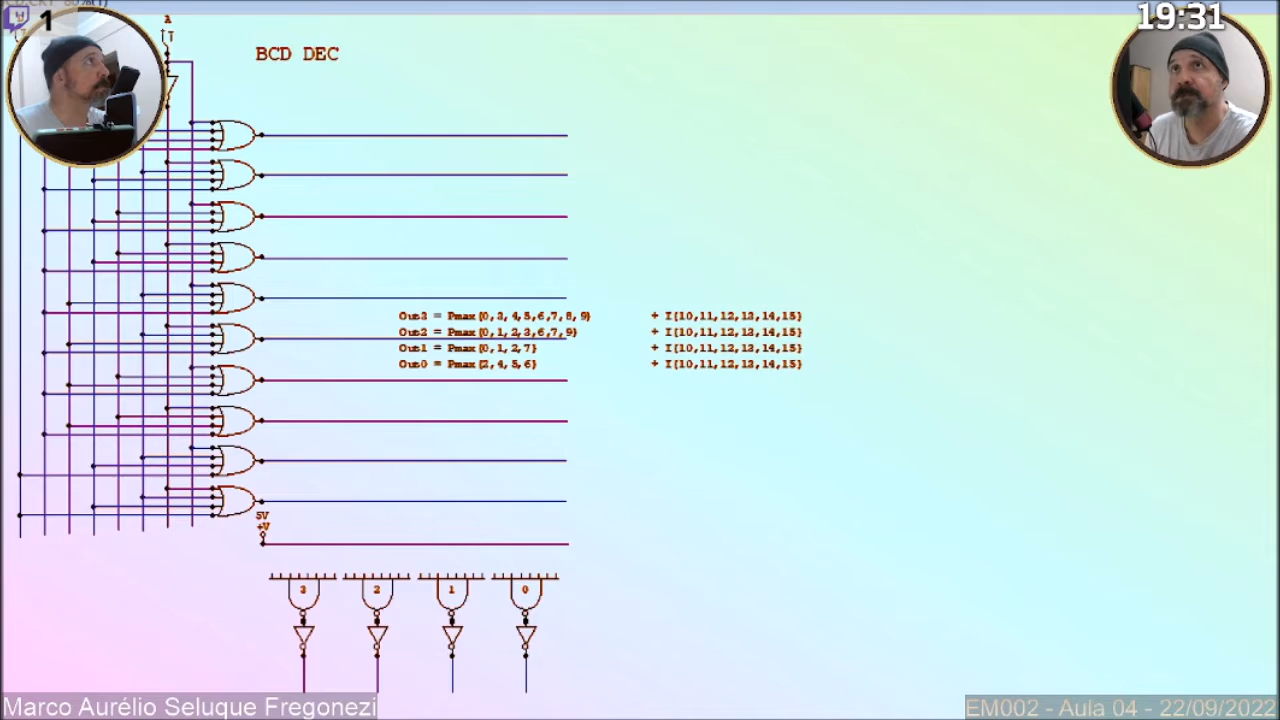 1
19:31
A
BCD DEC
Out3 = Pmax{0,3,4,5,6,7,8,9} + I{10,11,12,13,14,15}
Out2 = Pmax{0,1,2,3,6,7,9} + I{10,11,12,13,14,15}
Out1 = Pmax{0,1,2,7} + I{10,11,12,13,14,15}
Out0 = Pmax{2,4,5,6} + I{10,11,12,13,14,15}
5V
+V
3 2 1 0
Marco Aurélio Seluque Fregonezi
EM002 - Aula 04 - 22/09/2022